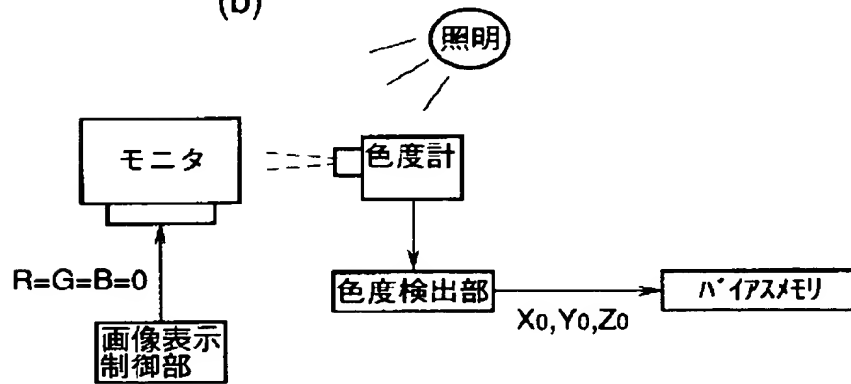 (b)
照明
モニタ
色度計
R=G=B=0
色度検出部
バイアスメモリ
X0,Y0,Z0
画像表示
制御部